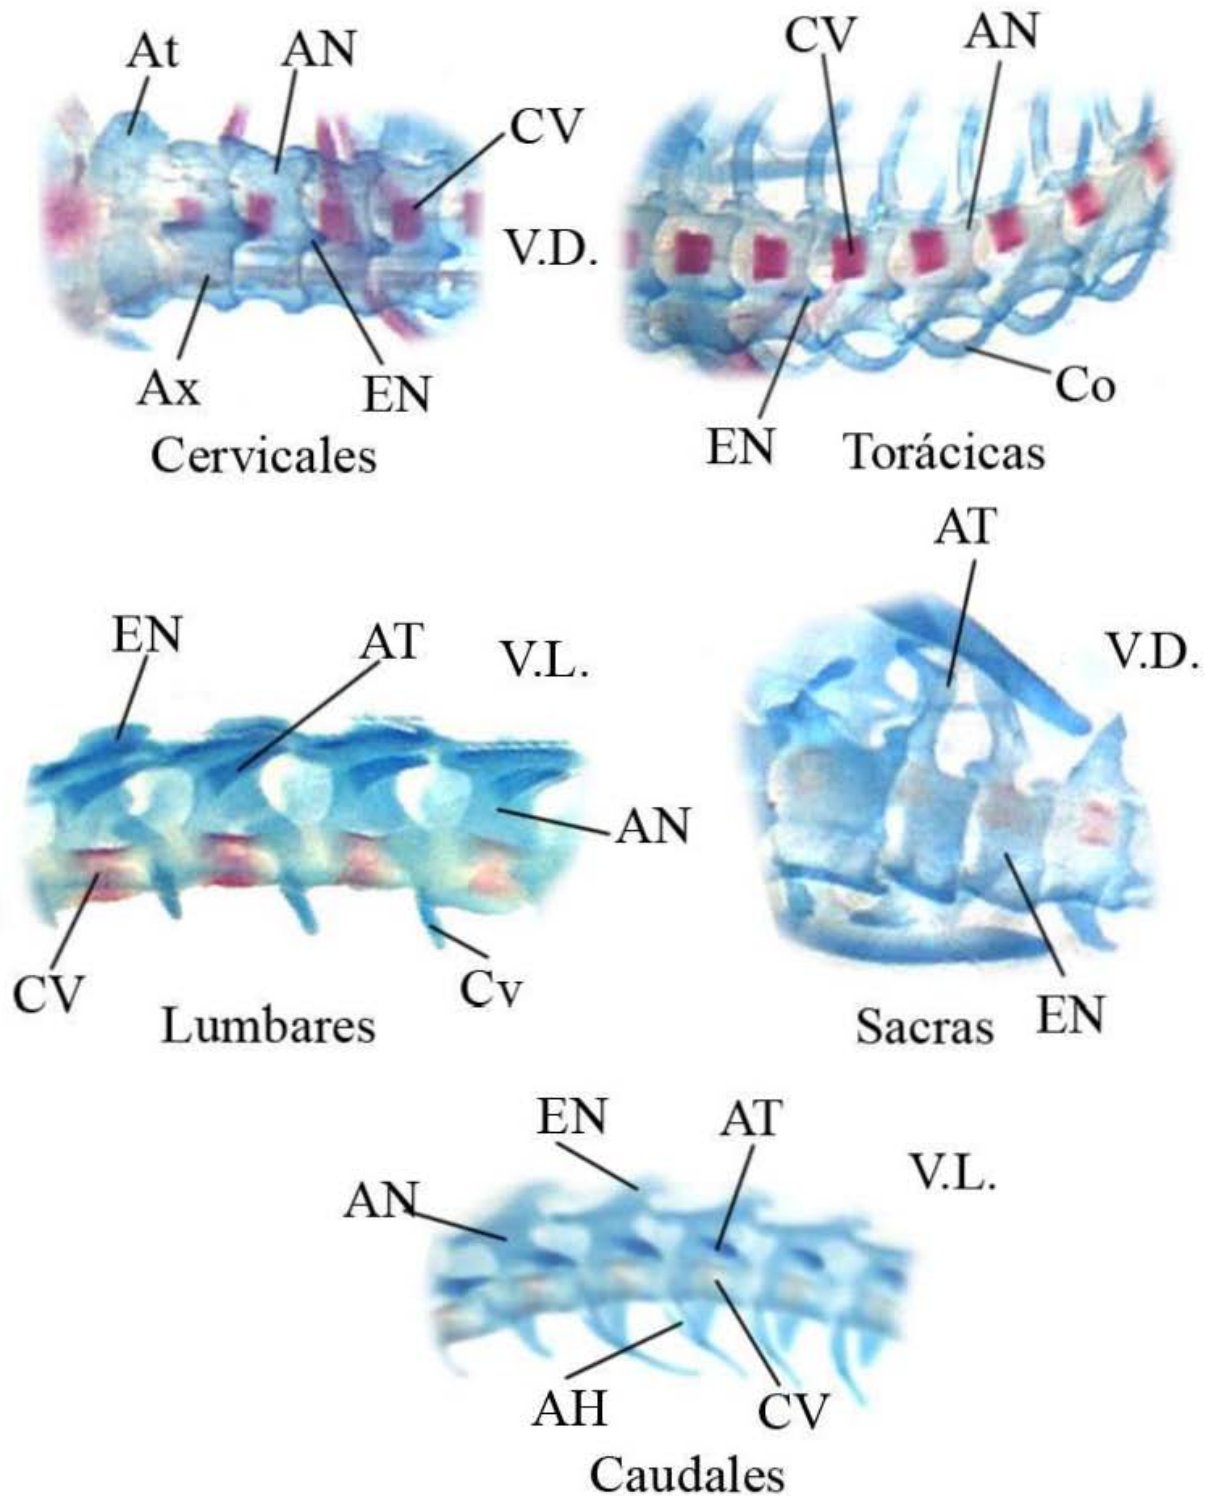 At AN
CV
V.D.
Ax EN
Cervicales
CV AN
Co
EN Torácicas
EN AT V.L.
AN
CV Cv
Lumbares
AT
V.D.
Sacras EN
EN AT
V.L.
AN
AH CV
Caudales